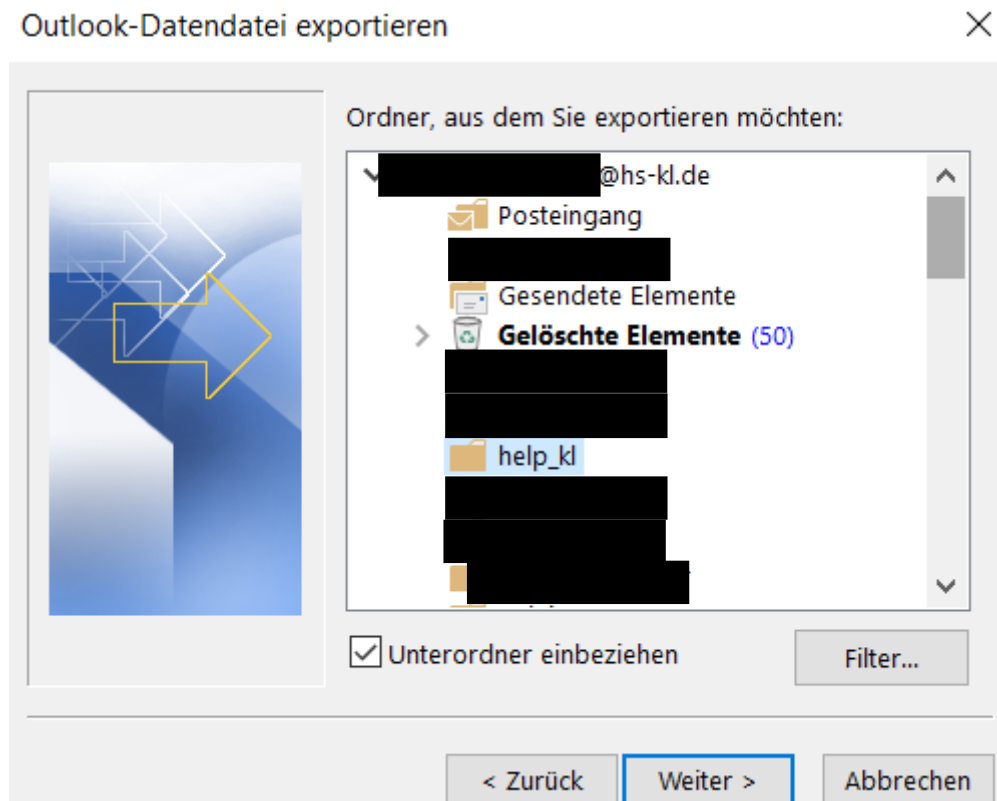 Outlook-Datendatei exportieren
Ordner, aus dem Sie exportieren möchten:
@hs-kl.de
Posteingang
Gesendete Elemente
Gelöschte Elemente (50)
help_kl
Unterordner einbeziehen
Filter...
< Zurück
Weiter >
Abbrechen